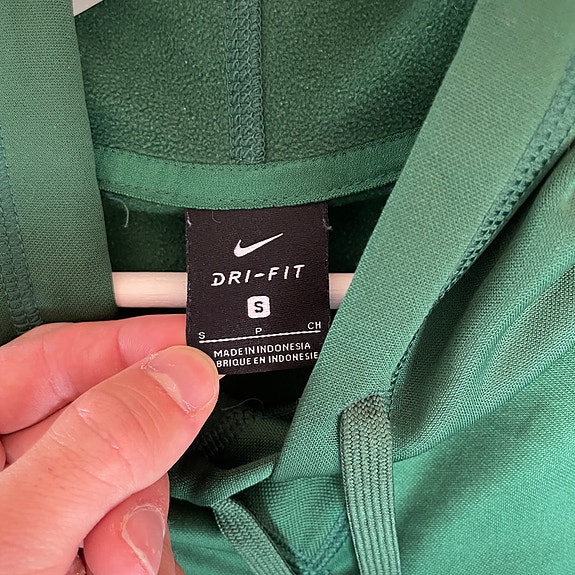 DRI-FIT
S
S P CH
MADE IN INDONESIA
BRIQUE EN INDONESIE